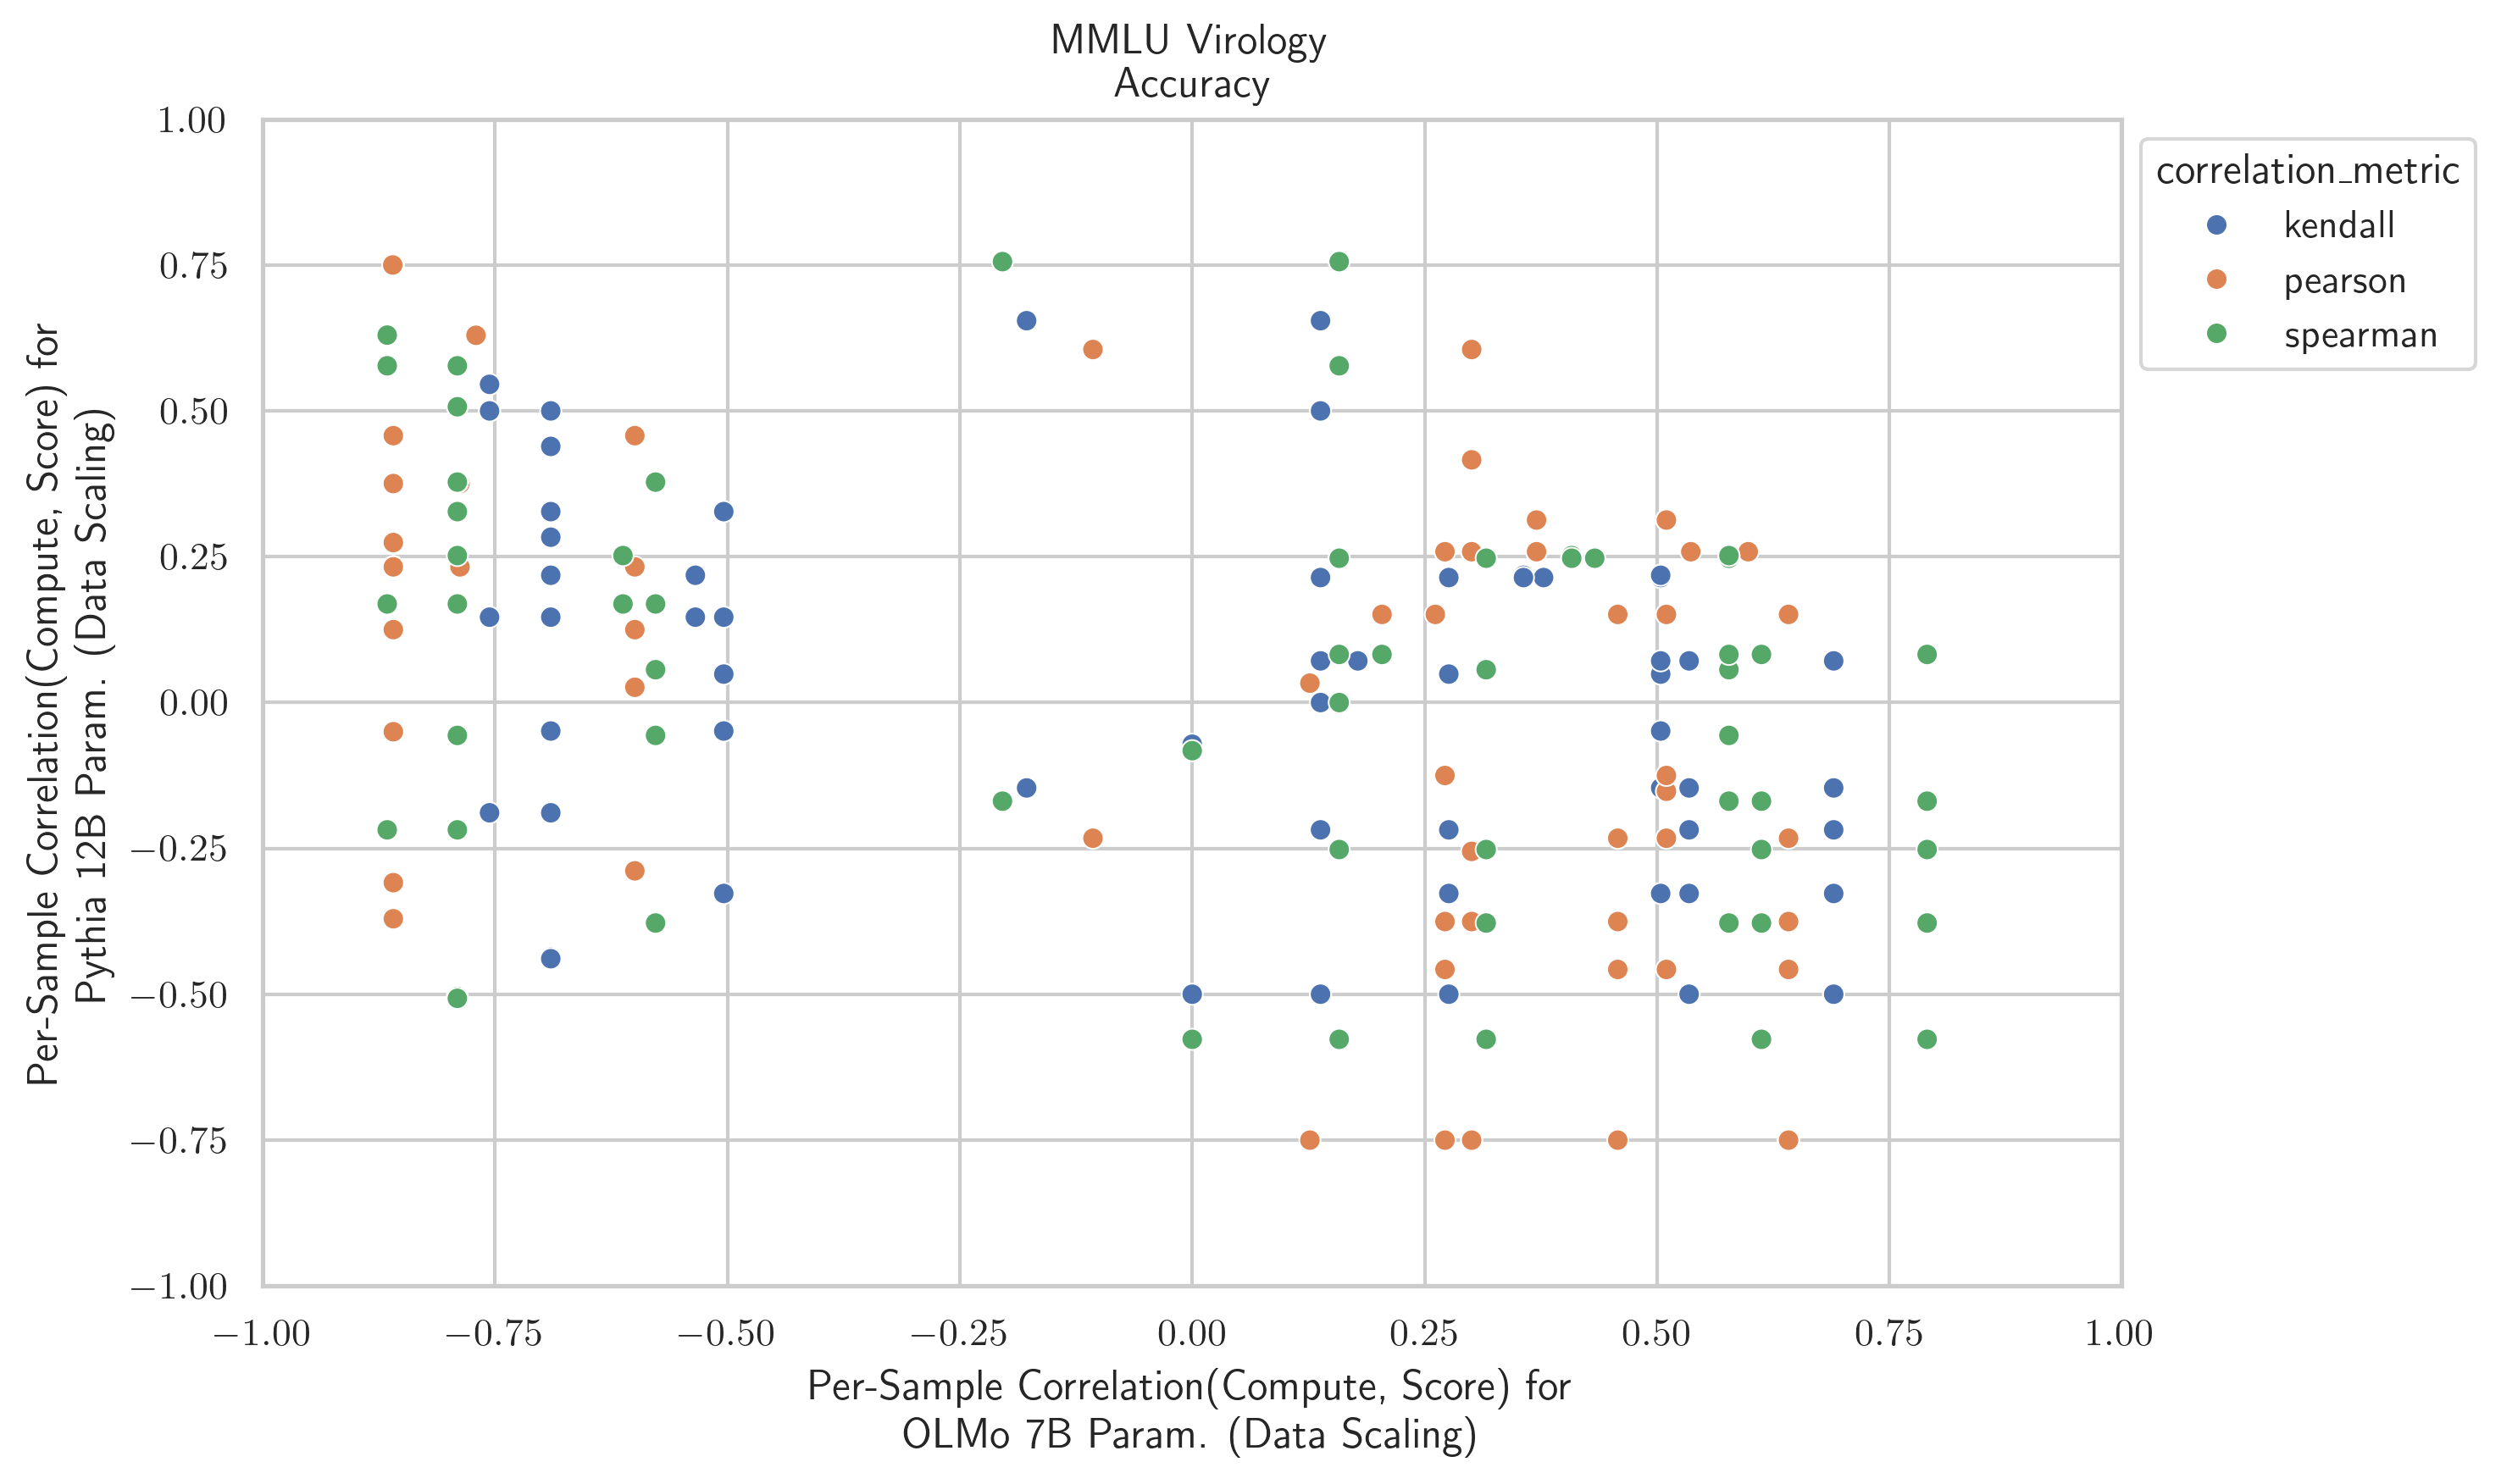 MMLU Virology
Accuracy
1.00
0.75
0.50
0.25
0.00
−0.25
−0.50
−0.75
−1.00
Per-Sample Correlation(Compute, Score) for
Pythia 12B Param. (Data Scaling)
correlation_metric
kendall
pearson
spearman
−1.00
−0.75
−0.50
−0.25
0.00
0.25
0.50
0.75
1.00
Per-Sample Correlation(Compute, Score) for
OLMo 7B Param. (Data Scaling)